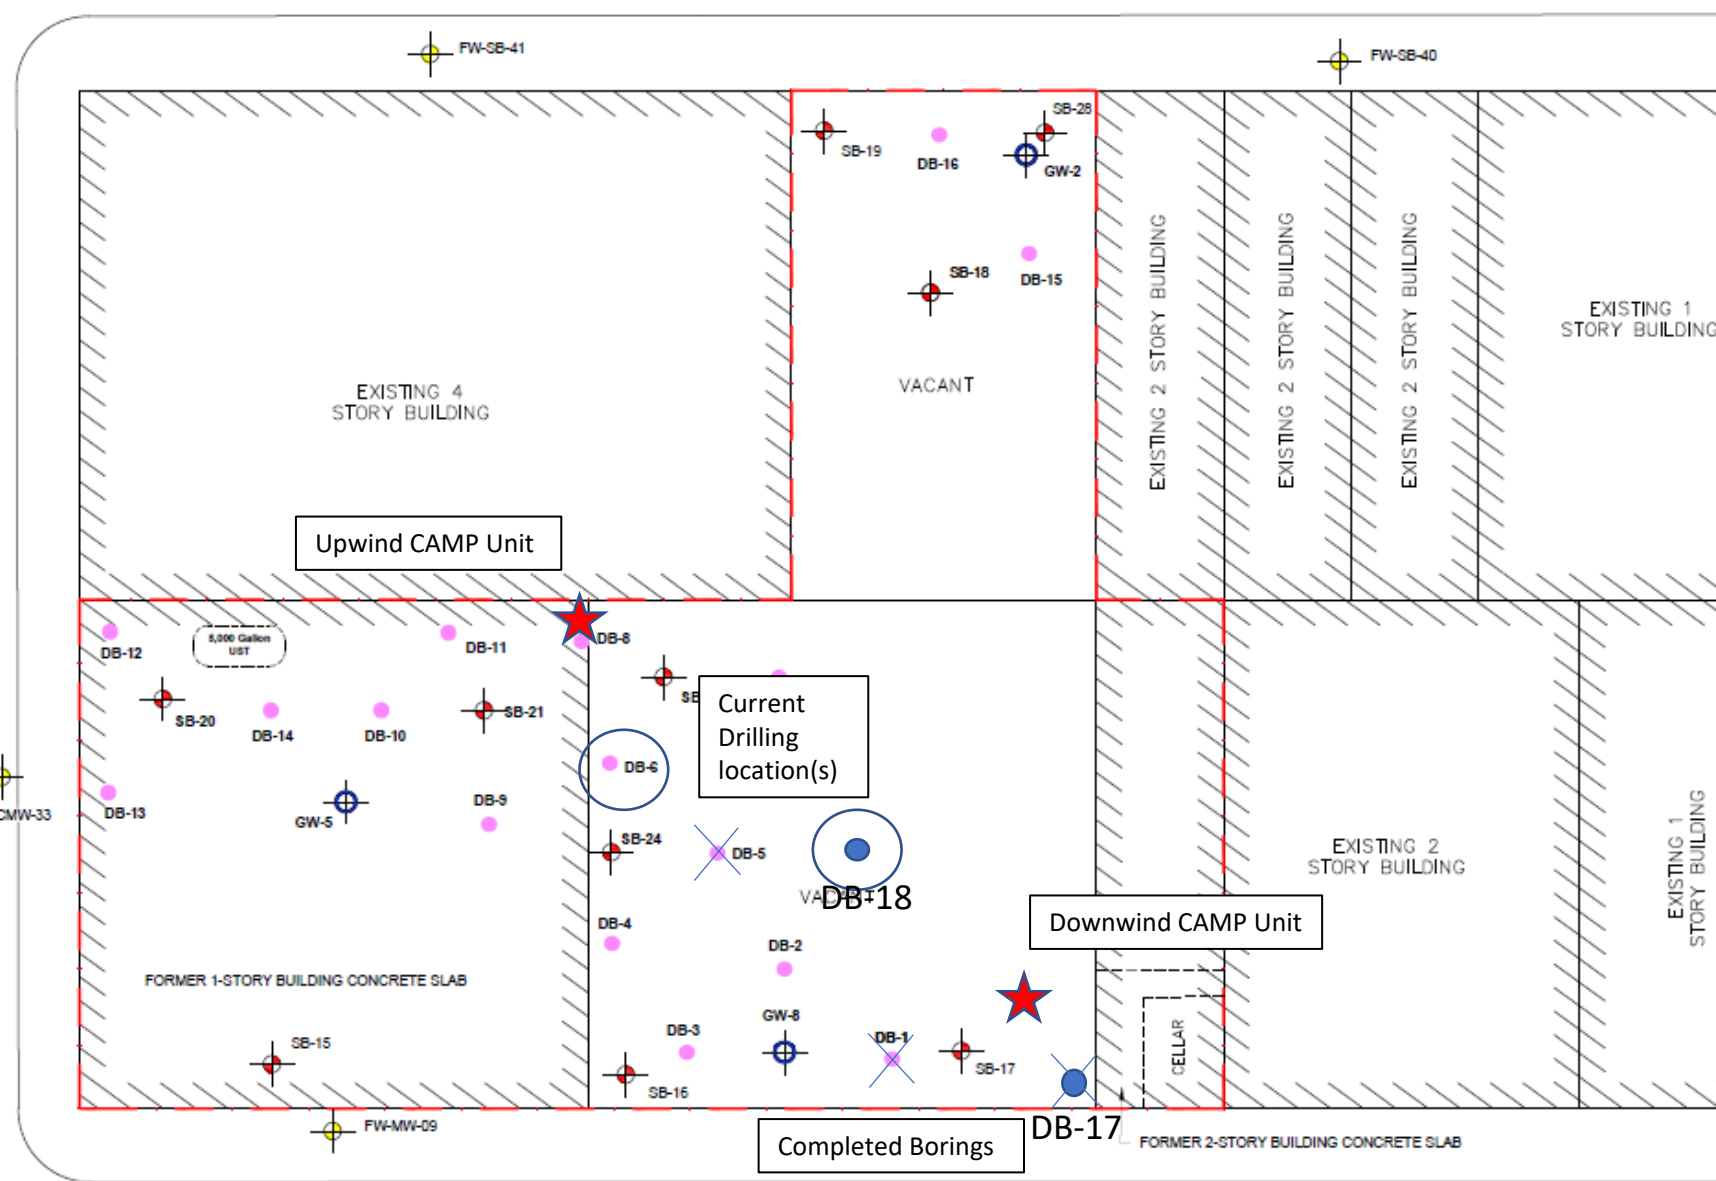 FW-SB-41
FW-SB-40
SB-28
SB-19
DB-16
GW-2
SB-18
DB-15
VACANT
EXISTING 4
STORY BUILDING
EXISTING 2 STORY BUILDING
EXISTING 2 STORY BUILDING
EXISTING 2 STORY BUILDING
EXISTING 1
STORY BUILDING
Upwind CAMP Unit
5,000 Gallon
UST
DB-12
DB-11
DB-8
SB-20
DB-14
DB-10
SB-21
SB
Current
Drilling
location(s)
DB-6
DB-13
CMW-33
GW-5
DB-9
SB-24
DB-5
VACANT
DB-18
EXISTING 2
STORY BUILDING
EXISTING 1
STORY BUILDING
Downwind CAMP Unit
DB-4
DB-2
FORMER 1-STORY BUILDING CONCRETE SLAB
GW-8
DB-3
DB-1
SB-15
SB-16
SB-17
CELLAR
FW-MW-09
DB-17
Completed Borings
FORMER 2-STORY BUILDING CONCRETE SLAB